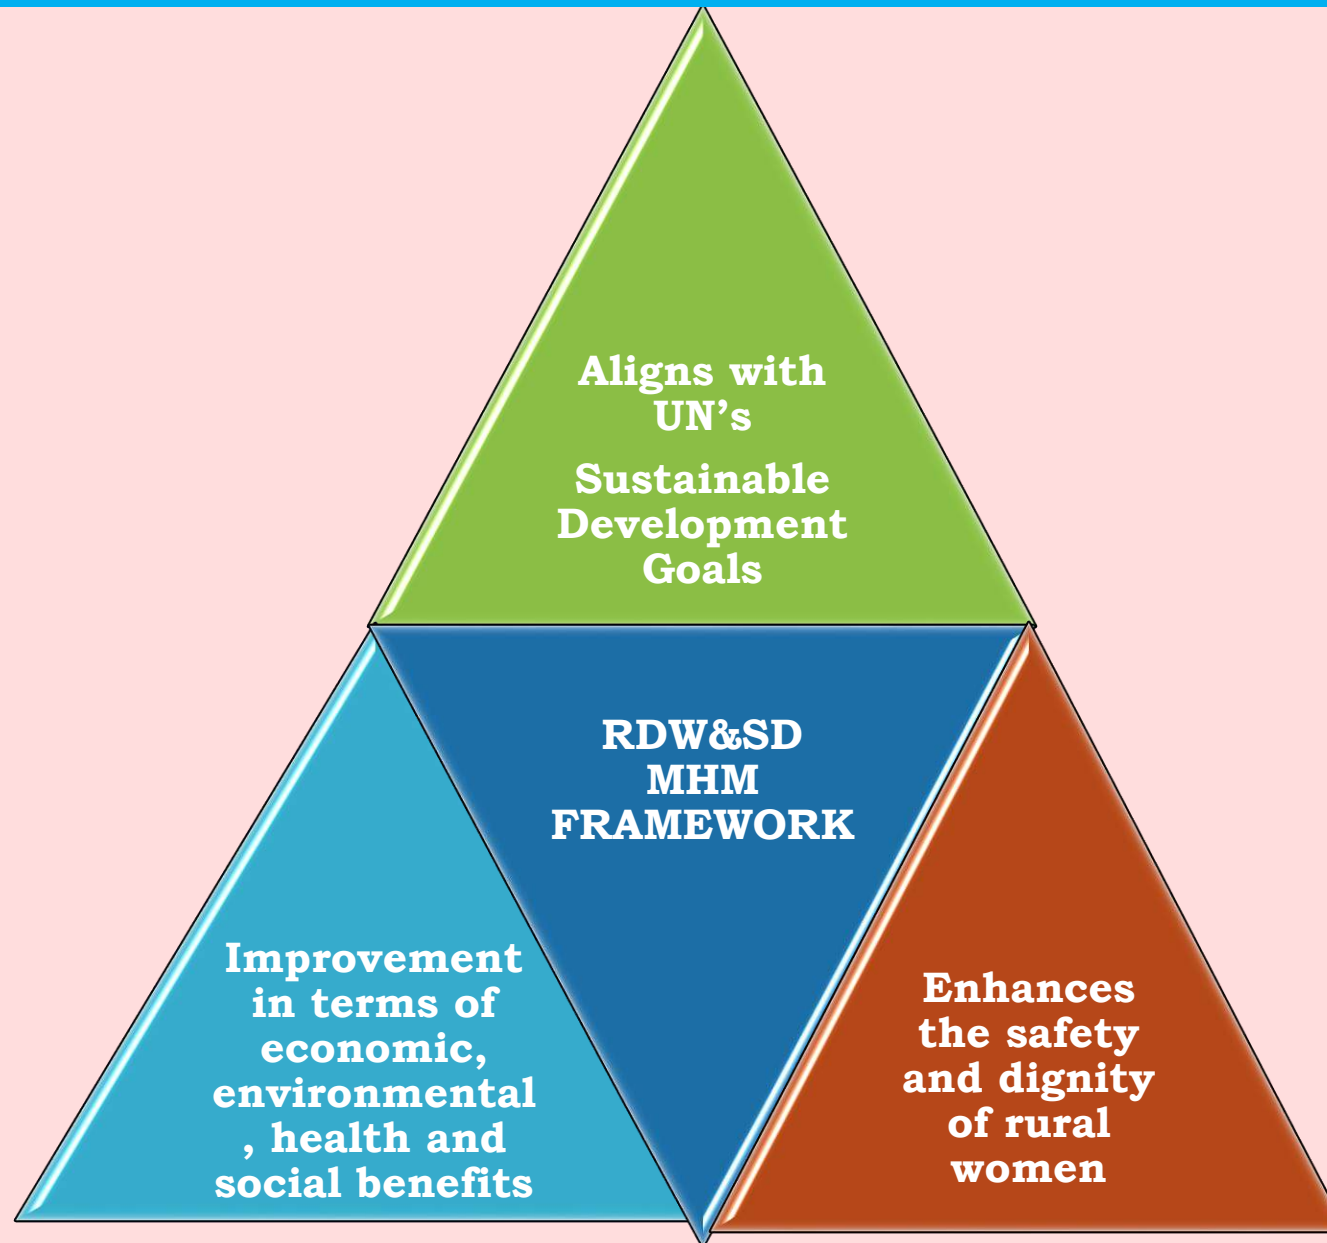 Aligns with
UN’s
Sustainable
Development
Goals
RDW&SD
MHM
FRAMEWORK
Improvement
in terms of
economic,
environmental
, health and
social benefits
Enhances
the safety
and dignity
of rural
women